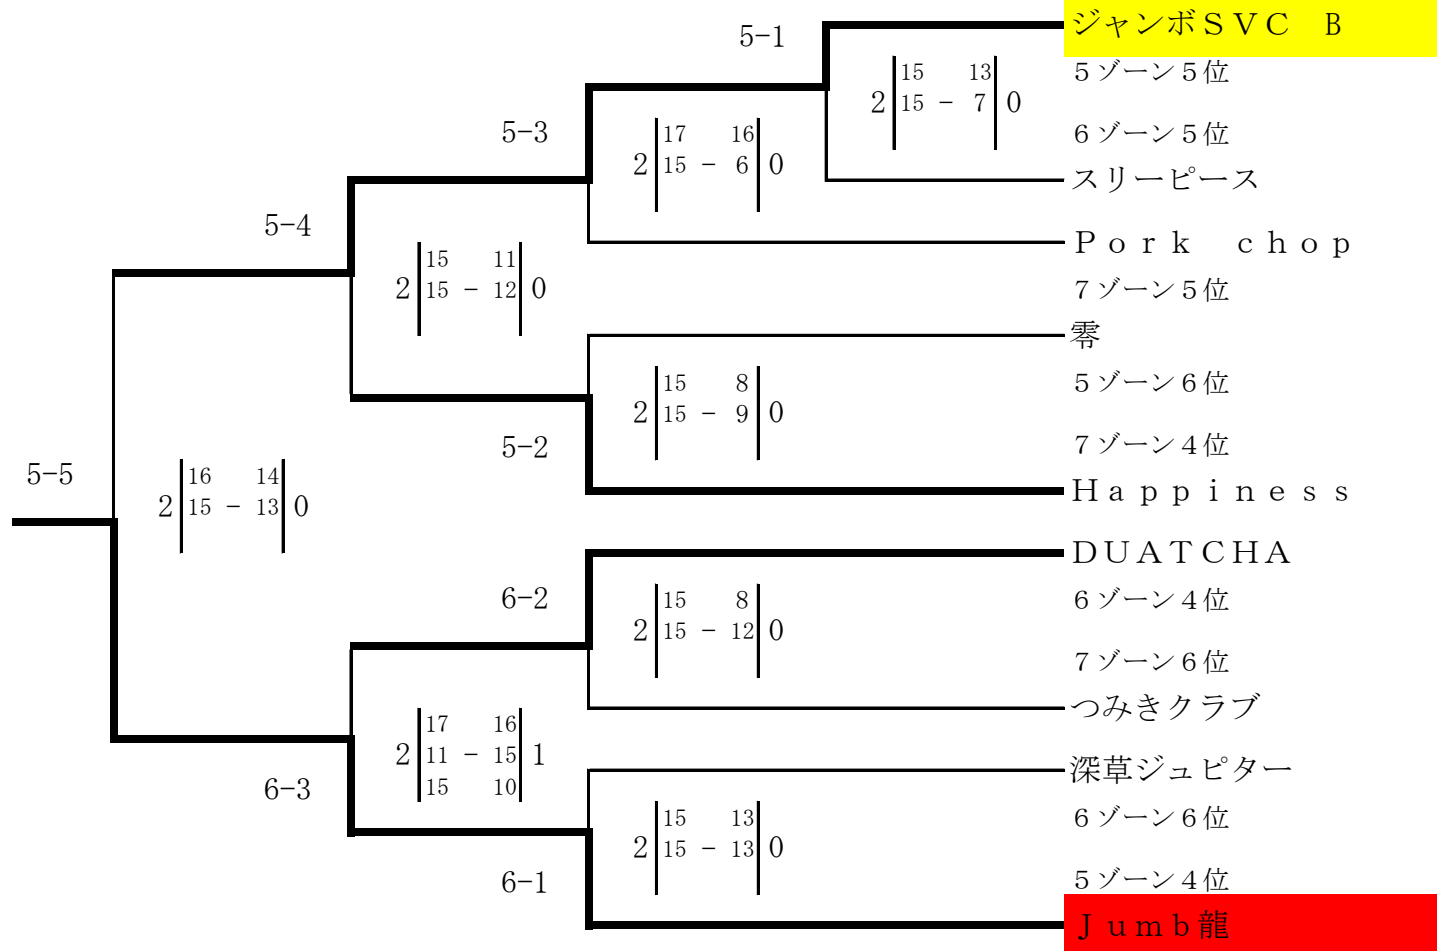 ジャンボＳＶＣ　B
5-1
15 13
5ゾーン5位
2 15 - 7 0
5-3
17 16
6ゾーン5位
2 15 - 6 0
スリーピース
5-4
Ｐｏｒｋ　ｃｈｏｐ
15 11
2 15 - 12 0
7ゾーン5位
零
15 8
5ゾーン6位
2 15 - 9 0
5-2
7ゾーン4位
5-5
16 14
2 15 - 13 0
Ｈａｐｐｉｎｅｓｓ
ＤＵＡＴＣＨＡ
6-2
15 8
6ゾーン4位
2 15 - 12 0
7ゾーン6位
つみきクラブ
17 16
2 11 - 15 1
15 10
6-3
深草ジュピター
15 13
6ゾーン6位
2 15 - 13 0
6-1
5ゾーン4位
Ｊｕｍｂ龍